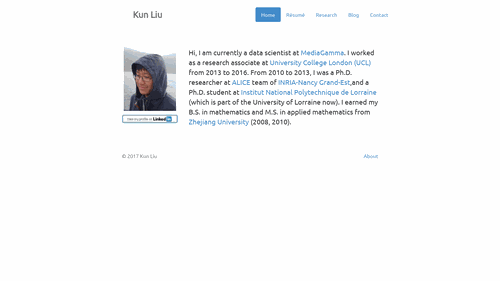 Kun Liu
Home Résumé Research Blog Contact
Hi, I am currently a data scientist at MediaGamma. I worked
as a research associate at University College London (UCL)
from 2013 to 2016. From 2010 to 2013, I was a Ph.D.
researcher at ALICE team of INRIA-Nancy Grand-Est,and a
Ph.D. student at Institut National Polytechnique de Lorraine
(which is part of the University of Lorraine now). I earned my
B.S. in mathematics and M.S. in applied mathematics from
Zhejiang University (2008, 2010).
View my profile on LinkedIn
© 2017 Kun Liu
About